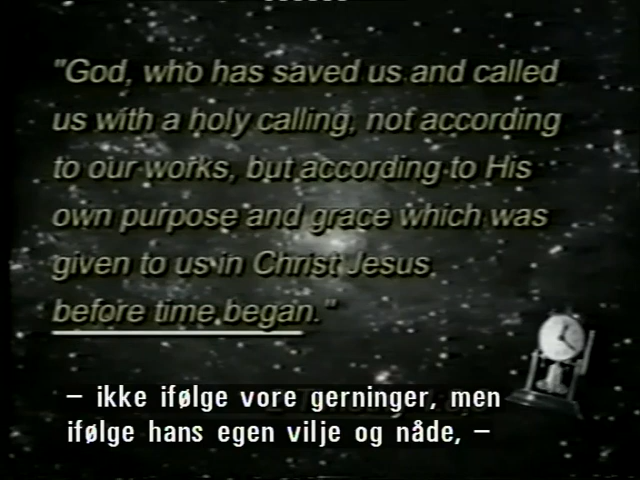 "God, who has saved us and called
us with a holy calling, not according
to our works, but according to His
own purpose and grace which was
given to us in Christ Jesus
before time began."
– ikke ifølge vore gerninger, men
ifølge hans egen vilje og nåde, –